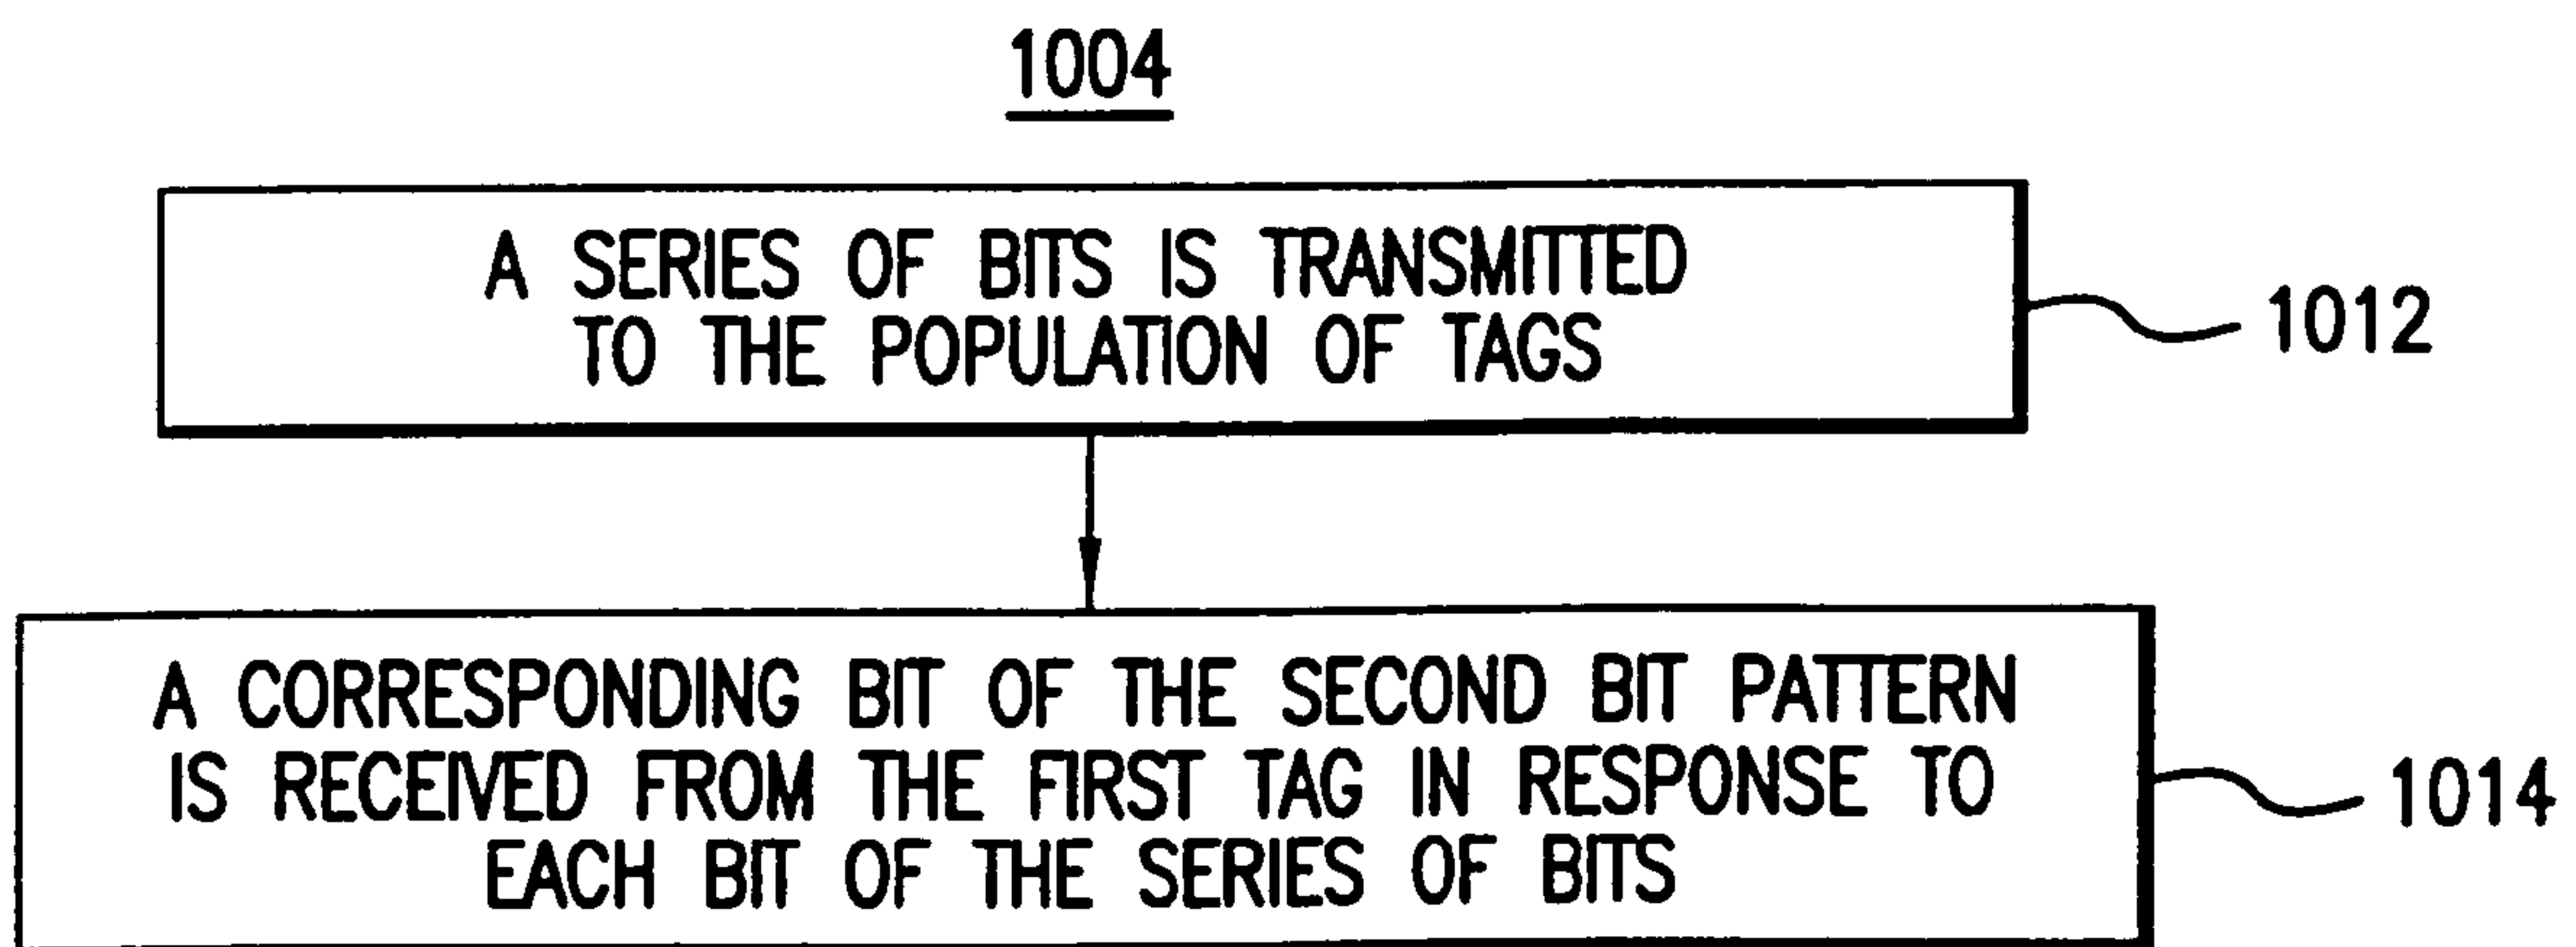 1004
A SERIES OF BITS IS TRANSMITTED
TO THE POPULATION OF TAGS
1012
A CORRESPONDING BIT OF THE SECOND BIT PATTERN
IS RECEIVED FROM THE FIRST TAG IN RESPONSE TO
EACH BIT OF THE SERIES OF BITS
1014